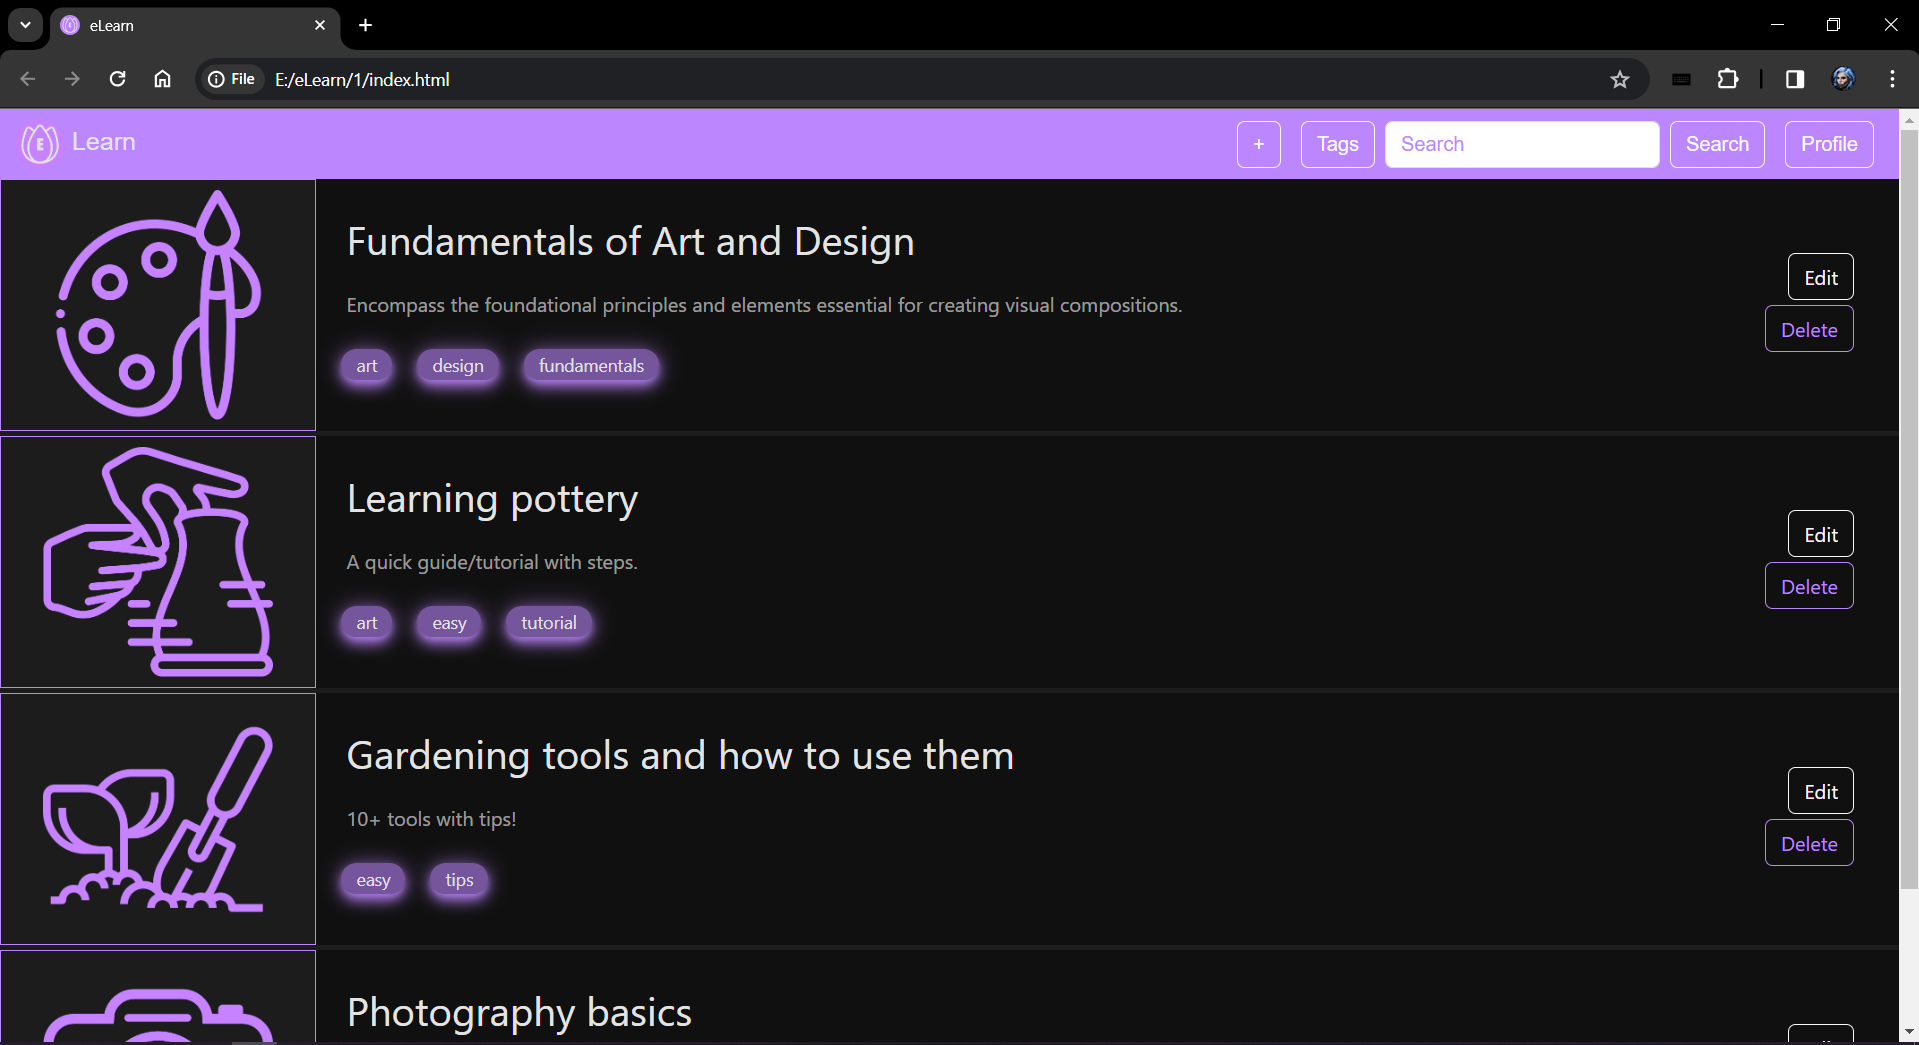 eLearn
File E:/eLearn/1/index.html
E Learn + Tags Search Search Profile
Fundamentals of Art and Design
Encompass the foundational principles and elements essential for creating visual compositions.
art design fundamentals
Edit
Delete
Learning pottery
A quick guide/tutorial with steps.
art easy tutorial
Edit
Delete
Gardening tools and how to use them
10+ tools with tips!
easy tips
Edit
Delete
Photography basics